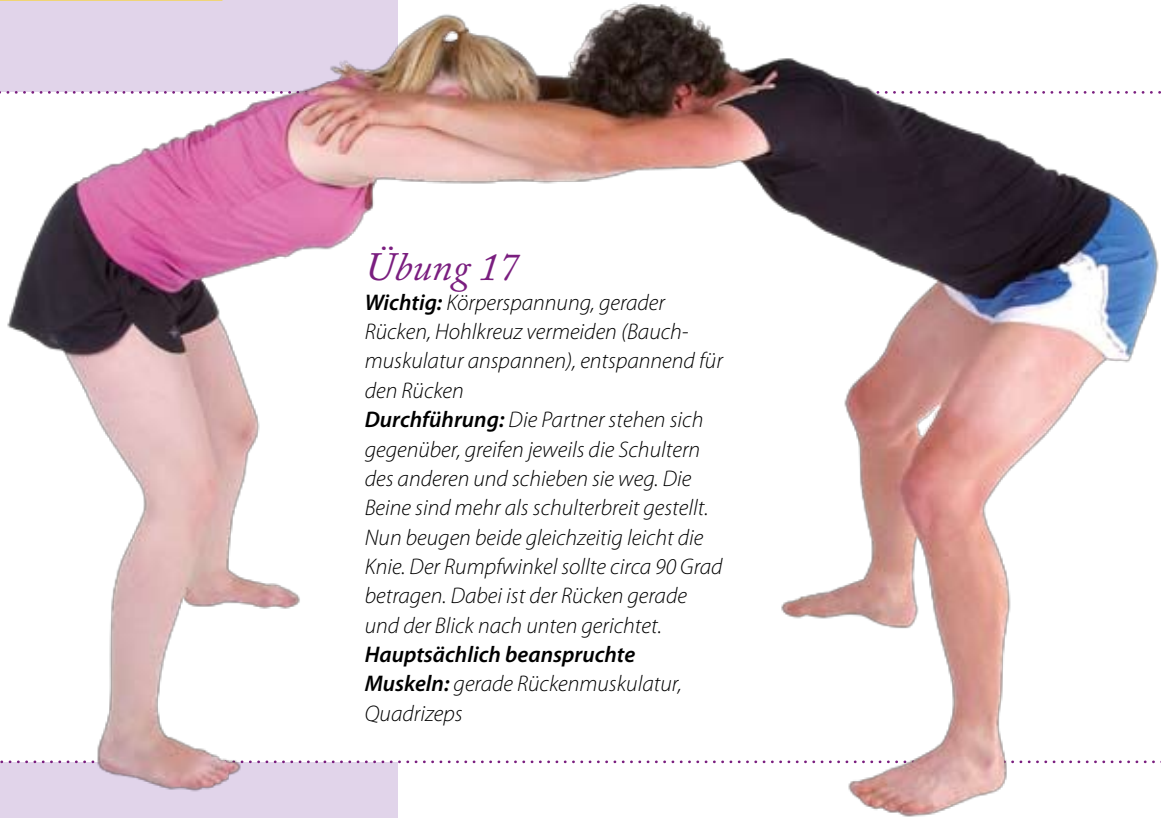 Übung 17
Wichtig: Körperspannung, gerader
Rücken, Hohlkreuz vermeiden (Bauch-
muskulatur anspannen), entspannend für
den Rücken
Durchführung: Die Partner stehen sich
gegenüber, greifen jeweils die Schultern
des anderen und schieben sie weg. Die
Beine sind mehr als schulterbreit gestellt.
Nun beugen beide gleichzeitig leicht die
Knie. Der Rumpfwinkel sollte circa 90 Grad
betragen. Dabei ist der Rücken gerade
und der Blick nach unten gerichtet.
Hauptsächlich beanspruchte
Muskeln: gerade Rückenmuskulatur,
Quadrizeps